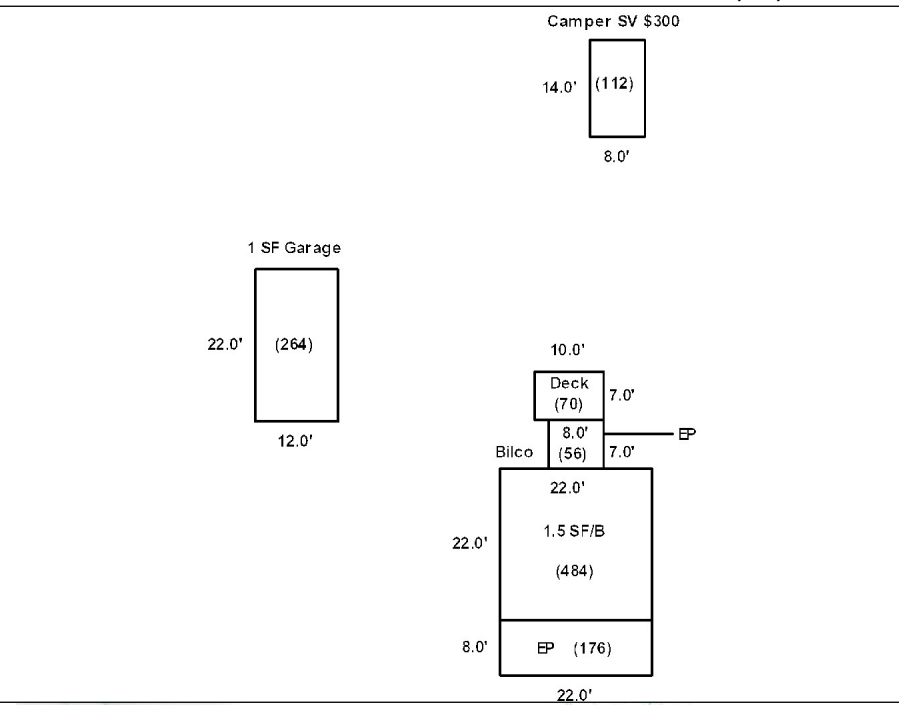 Camper SV $300
14.0'
(112)
8.0'
1 SF Garage
22.0'
(264)
12.0'
10.0'
Deck
(70)
7.0'
8.0'
EP
Bilco
(56)
7.0'
22.0'
1.5 SF/B
22.0'
(484)
8.0'
EP (176)
22.0'